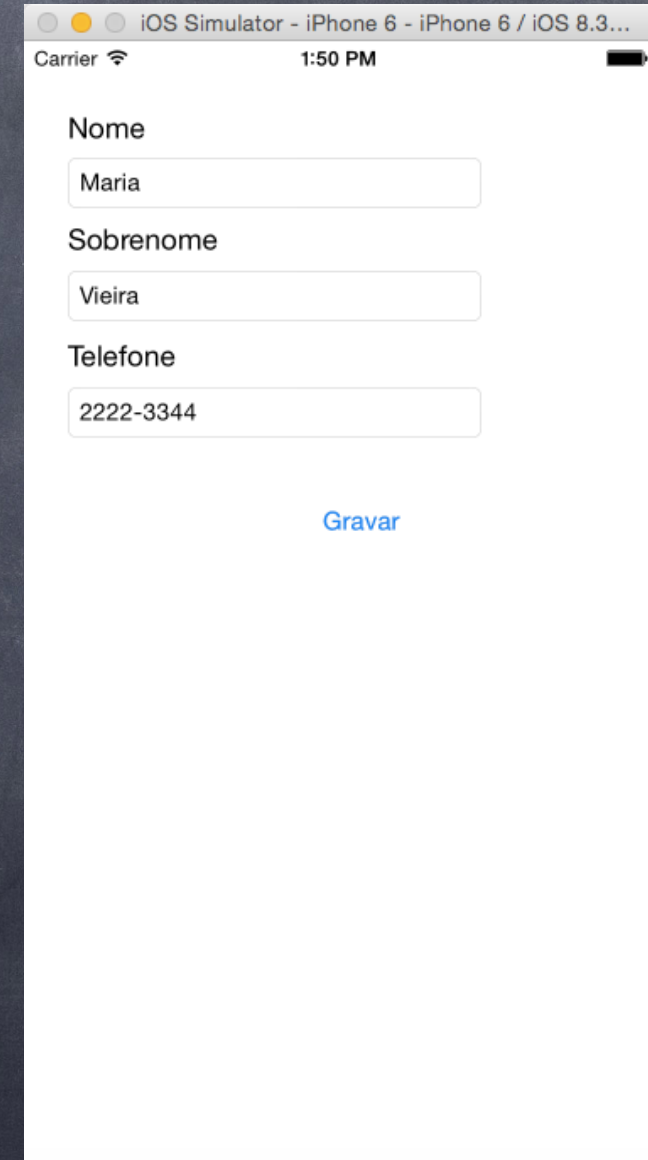 iOS Simulator - iPhone 6 - iPhone 6 / iOS 8.3...
Carrier 1:50 PM
Nome
Maria
Sobrenome
Vieira
Telefone
2222-3344
Gravar